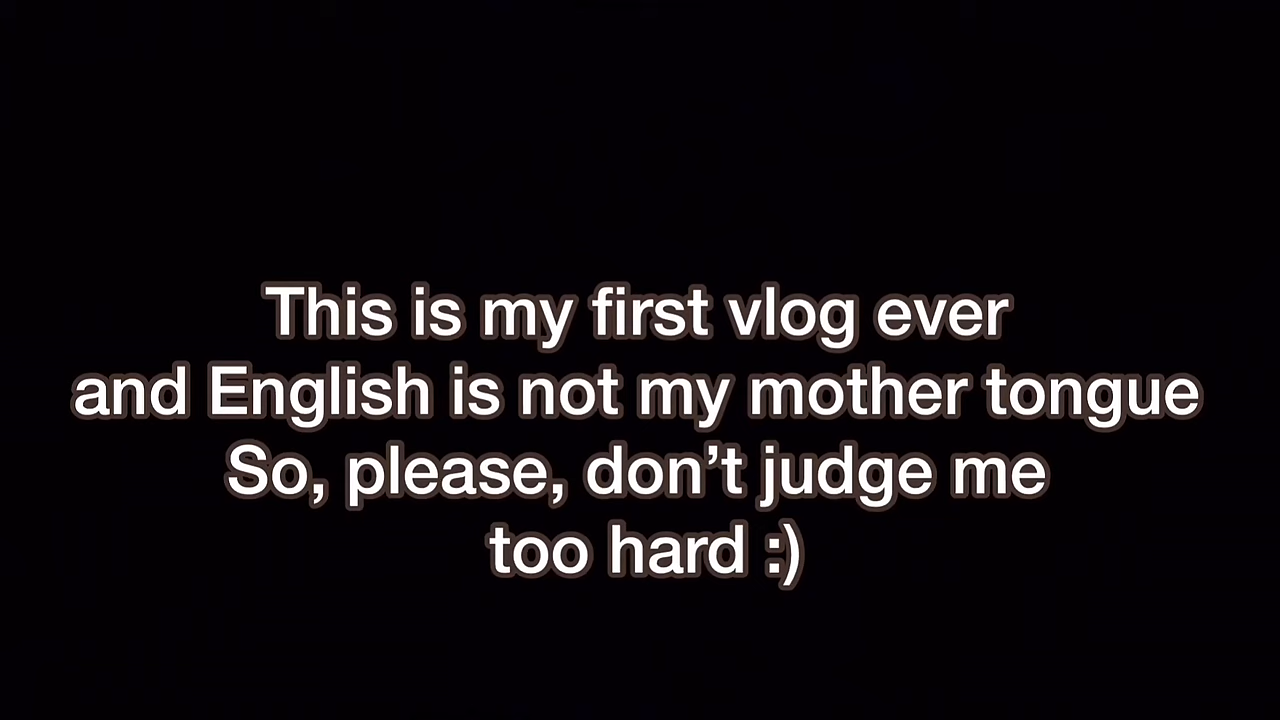 This is my first vlog ever
and English is not my mother tongue
So, please, don’t judge me
too hard :)